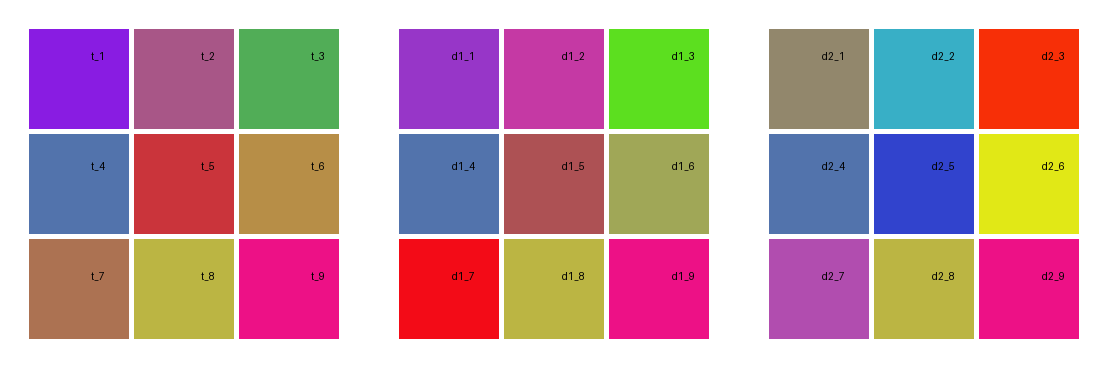 t_1 t_2 t_3 d1_1 d1_2 d1_3 d2_1 d2_2 d2_3
t_4 t_5 t_6 d1_4 d1_5 d1_6 d2_4 d2_5 d2_6
t_7 t_8 t_9 d1_7 d1_8 d1_9 d2_7 d2_8 d2_9